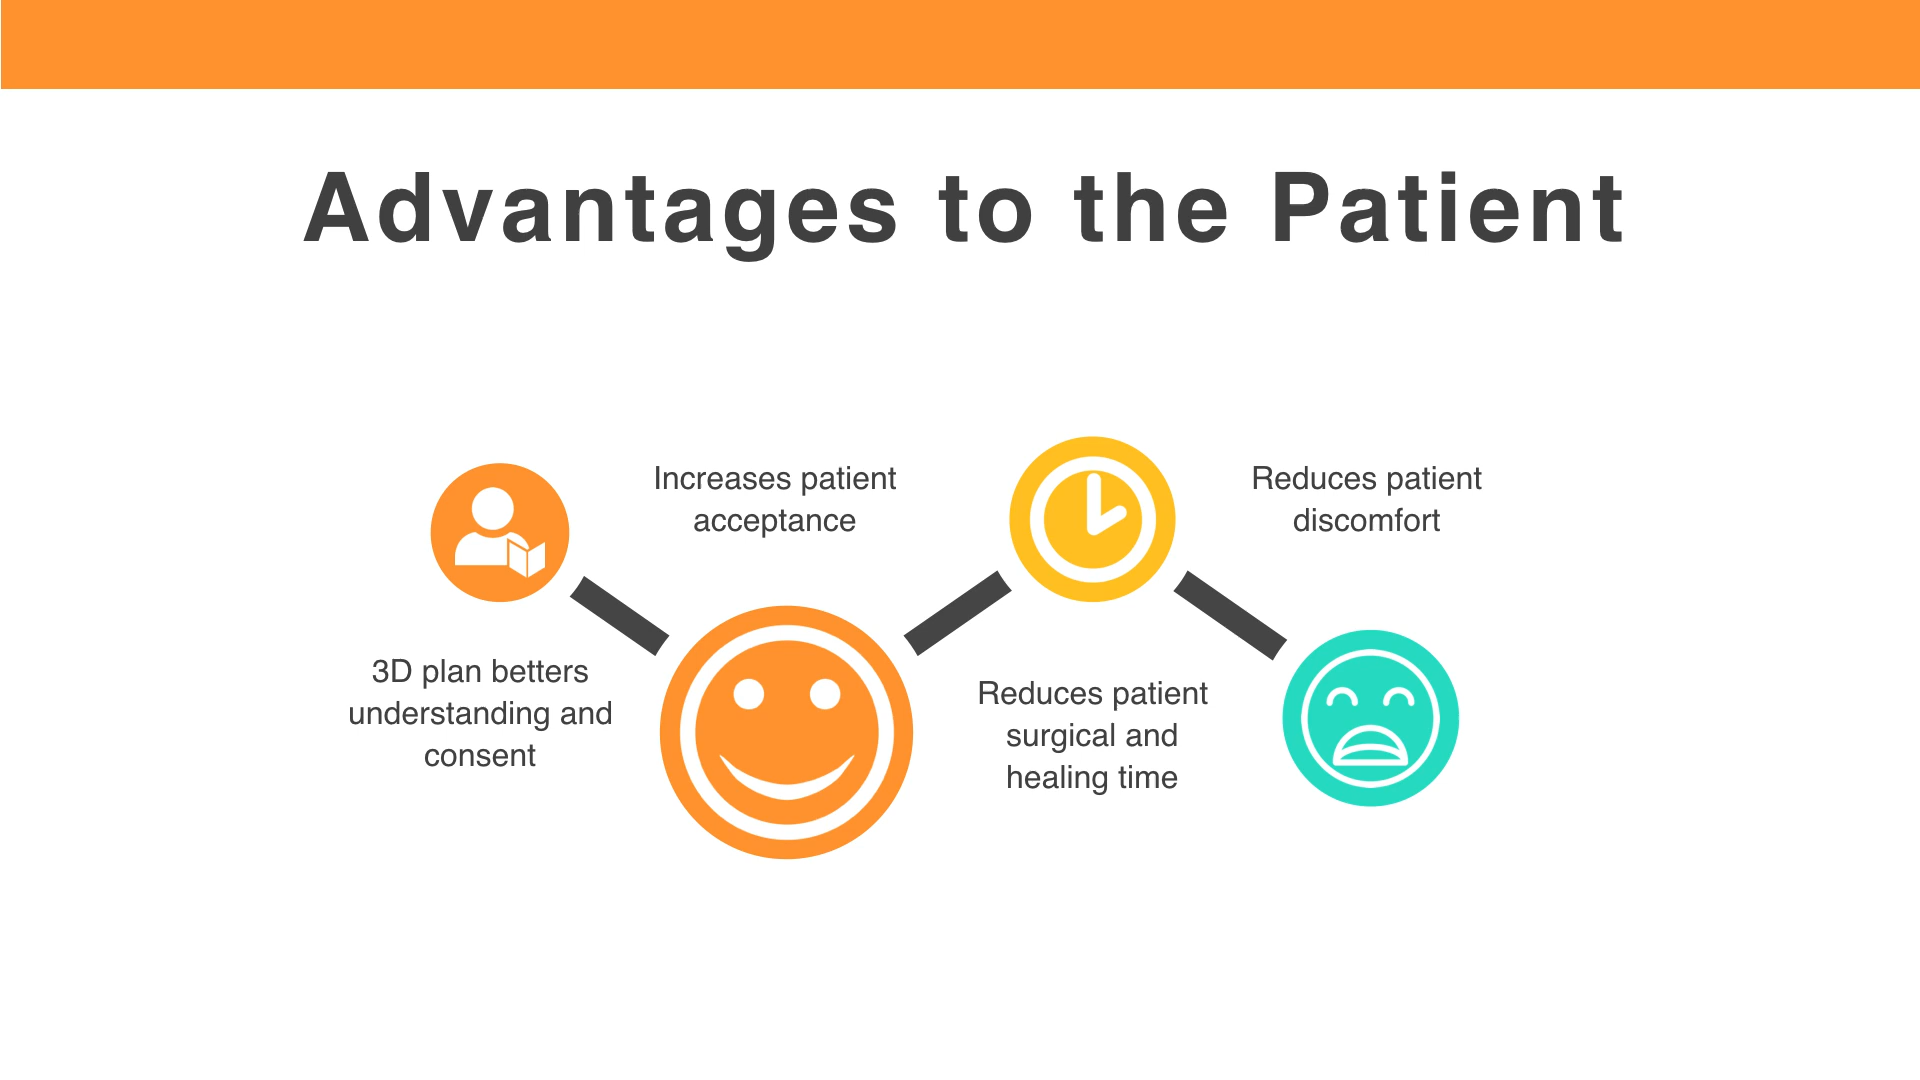 Advantages to the Patient
3D plan betters
understanding and
consent
Increases patient
acceptance
Reduces patient
surgical and
healing time
Reduces patient
discomfort